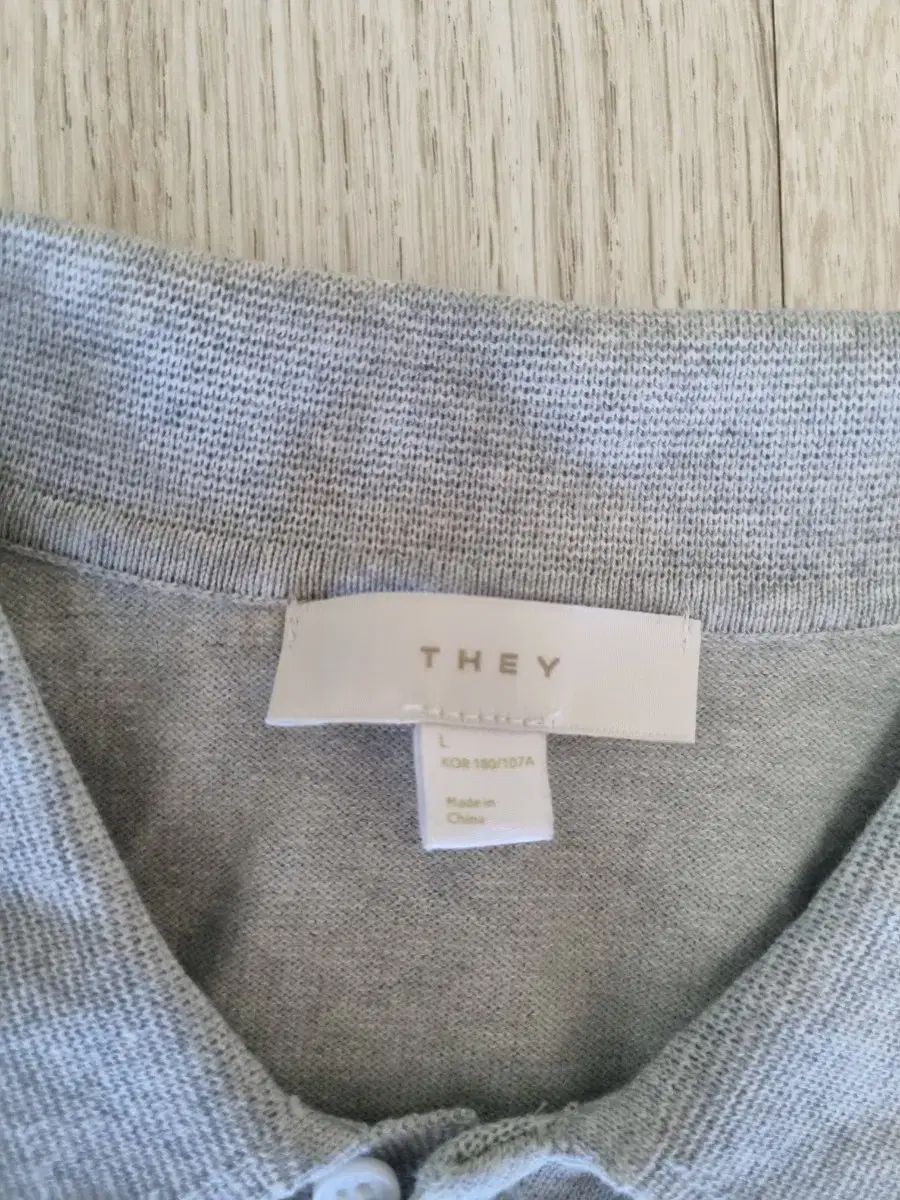 THEY
L
KOR 180/107A
Made in
China